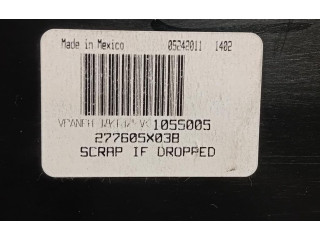 Made in Mexico 05242011 1402
1055005
277605X03B
SCRAP IF DROPPED